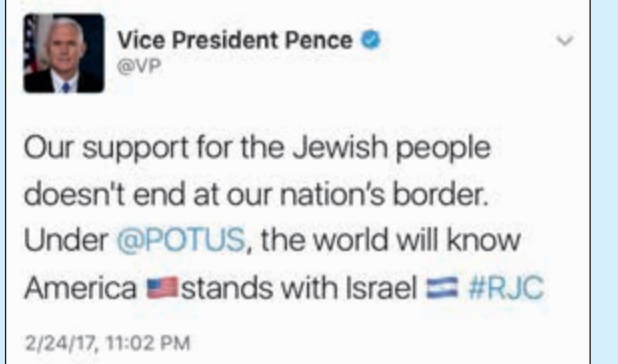 Vice President Pence
@VP
Our support for the Jewish people
doesn't end at our nation's border.
Under @POTUS, the world will know
America 🇺🇸stands with Israel 🇳🇮 #RJC
2/24/17, 11:02 PM